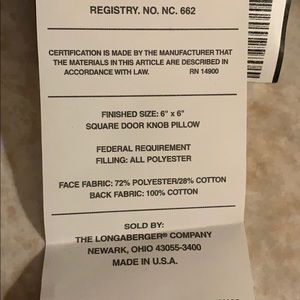 REGISTRY. NO. NC. 662
CERTIFICATION IS MADE BY THE MANUFACTURER THAT
THE MATERIALS IN THIS ARTICLE ARE DESCRIBED IN
ACCORDANCE WITH LAW. RN 14900
FINISHED SIZE: 6" x 6"
SQUARE DOOR KNOB PILLOW
FEDERAL REQUIREMENT
FILLING: ALL POLYESTER
FACE FABRIC: 72% POLYESTER/28% COTTON
BACK FABRIC: 100% COTTON
SOLD BY:
THE LONGABERGER® COMPANY
NEWARK, OHIO 43055-3400
MADE IN U.S.A.